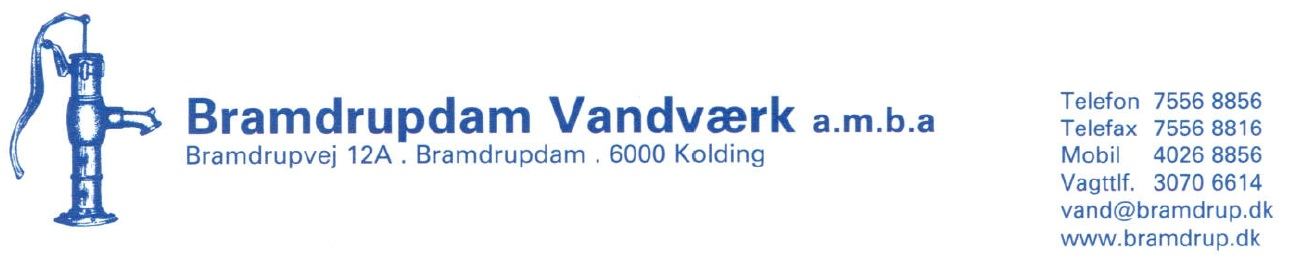 Bramdrupdam Vandværk a.m.b.a
Bramdrupvej 12A . Bramdrupdam . 6000 Kolding
Telefon 7556 8856
Telefax 7556 8816
Mobil 4026 8856
Vagttlf. 3070 6614
vand@bramdrup.dk
www.bramdrup.dk